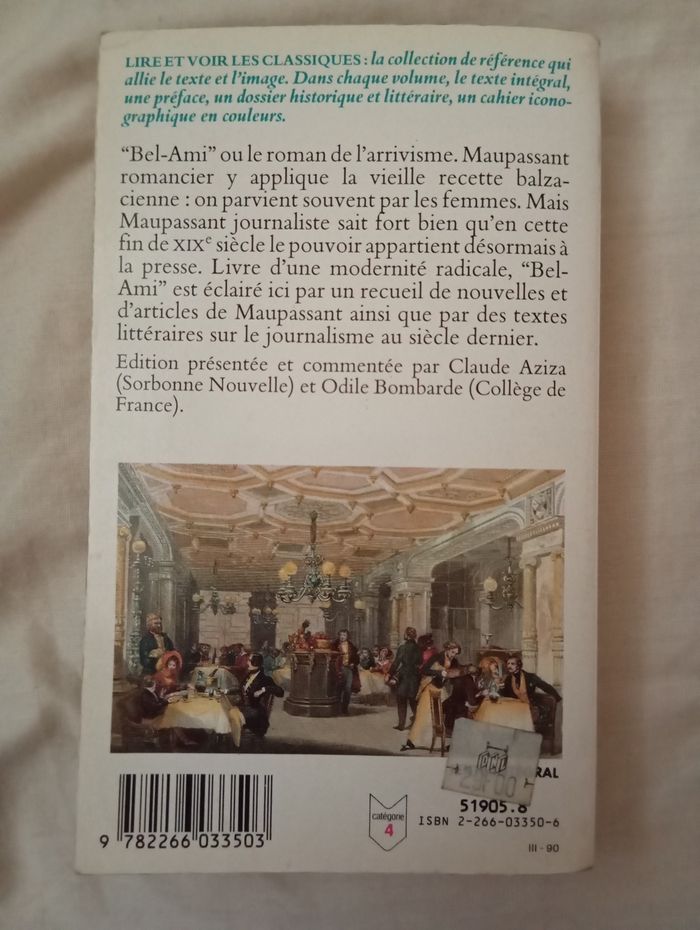 LIRE ET VOIR LES CLASSIQUES : la collection de référence qui
allie le texte et l'image. Dans chaque volume, le texte intégral,
une préface, un dossier historique et littéraire, un cahier icono-
graphique en couleurs.
“Bel-Ami” ou le roman de l'arrivisme. Maupassant
romancier y applique la vieille recette balza-
cienne : on parvient souvent par les femmes. Mais
Maupassant journaliste sait fort bien qu'en cette
fin de XIXe siècle le pouvoir appartient désormais à
la presse. Livre d'une modernité radicale, “Bel-
Ami” est éclairé ici par un recueil de nouvelles et
d'articles de Maupassant ainsi que par des textes
littéraires sur le journalisme au siècle dernier.
Edition présentée et commentée par Claude Aziza
(Sorbonne Nouvelle) et Odile Bombarde (Collège de
France).
51905.8
ISBN 2-266-03350-6
catégorie
4
9 782266 033503
III - 90